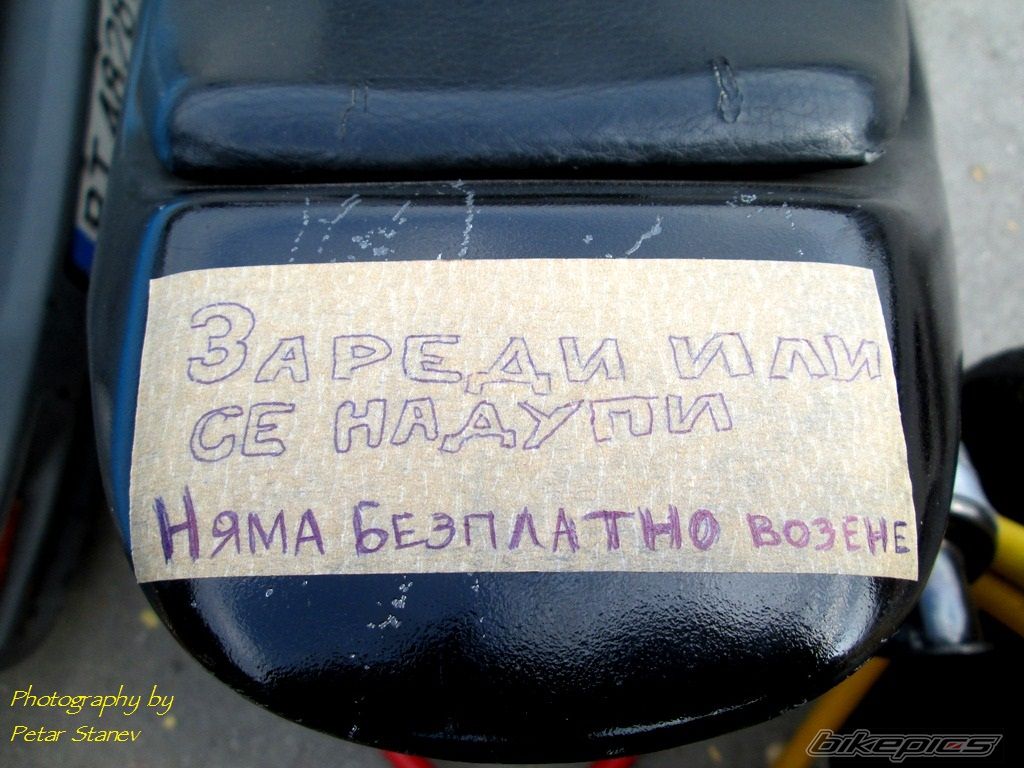 ЗАРЕДИ ИЛИ
СЕ НАДУПИ
НЯМА БЕЗПЛАТНО ВОЗЕНЕ
Photography by
Petar Stanev
bikepics